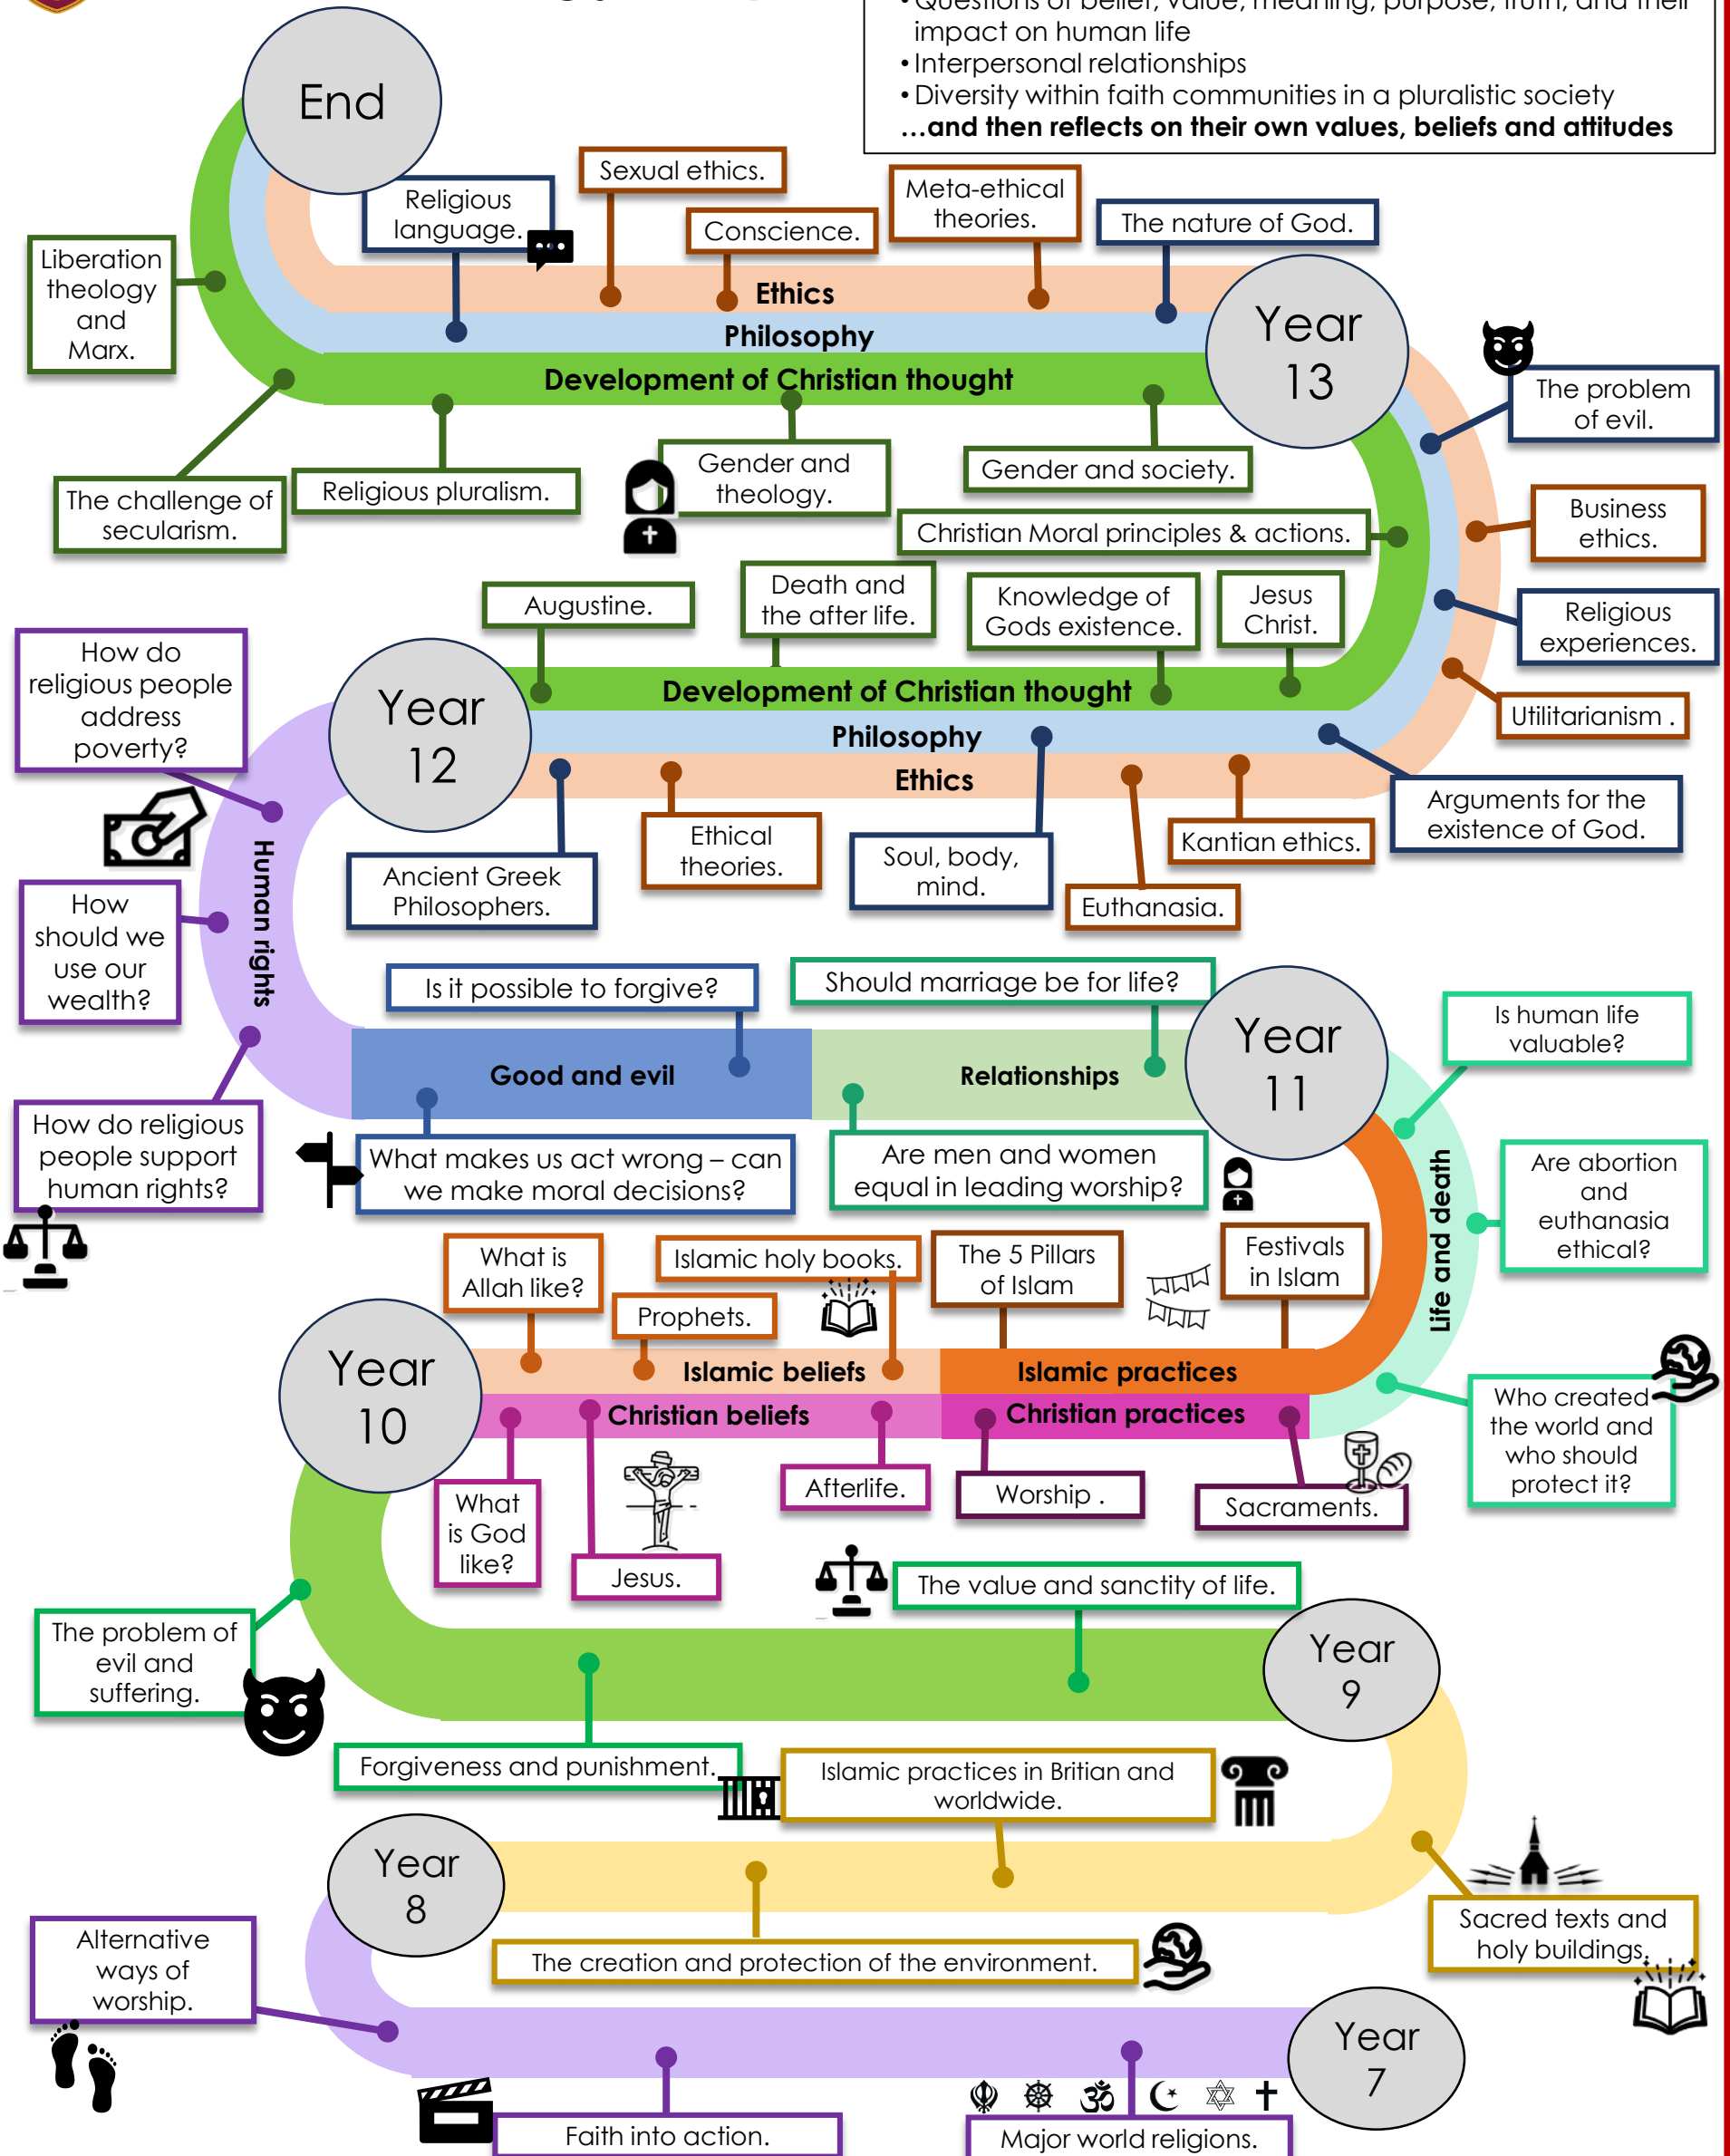 • Questions of belief, value, meaning, purpose, truth, and their
impact on human life
• Interpersonal relationships
• Diversity within faith communities in a pluralistic society
…and then reflects on their own values, beliefs and attitudes
End
Religious
language.
Sexual ethics.
Conscience.
Meta-ethical
theories.
The nature of God.
Liberation
theology
and
Marx.
Ethics
Philosophy
Development of Christian thought
Year
13
The problem
of evil.
The challenge of
secularism.
Religious pluralism.
Gender and
theology.
Gender and society.
Business
ethics.
Christian Moral principles & actions.
Augustine.
Death and
the after life.
Knowledge of
Gods existence.
Jesus
Christ.
Religious
experiences.
How do
religious people
address
poverty?
Year
12
Development of Christian thought
Philosophy
Ethics
Utilitarianism .
Arguments for the
existence of God.
Ancient Greek
Philosophers.
Ethical
theories.
Soul, body,
mind.
Euthanasia.
Kantian ethics.
Human rights
How
should we
use our
wealth?
Is it possible to forgive?
Should marriage be for life?
Year
11
Is human life
valuable?
Good and evil
Relationships
How do religious
people support
human rights?
What makes us act wrong – can
we make moral decisions?
Are men and women
equal in leading worship?
Life and death
Are abortion
and
euthanasia
ethical?
What is
Allah like?
Prophets.
Islamic holy books.
The 5 Pillars
of Islam
Festivals
in Islam
Year
10
Islamic beliefs
Islamic practices
Christian beliefs
Christian practices
Who created
the world and
who should
protect it?
What
is God
like?
Jesus.
Afterlife.
Worship .
Sacraments.
The value and sanctity of life.
The problem of
evil and
suffering.
Year
9
Forgiveness and punishment.
Islamic practices in Britian and
worldwide.
Year
8
Sacred texts and
holy buildings.
The creation and protection of the environment.
Alternative
ways of
worship.
Year
7
Faith into action.
Major world religions.